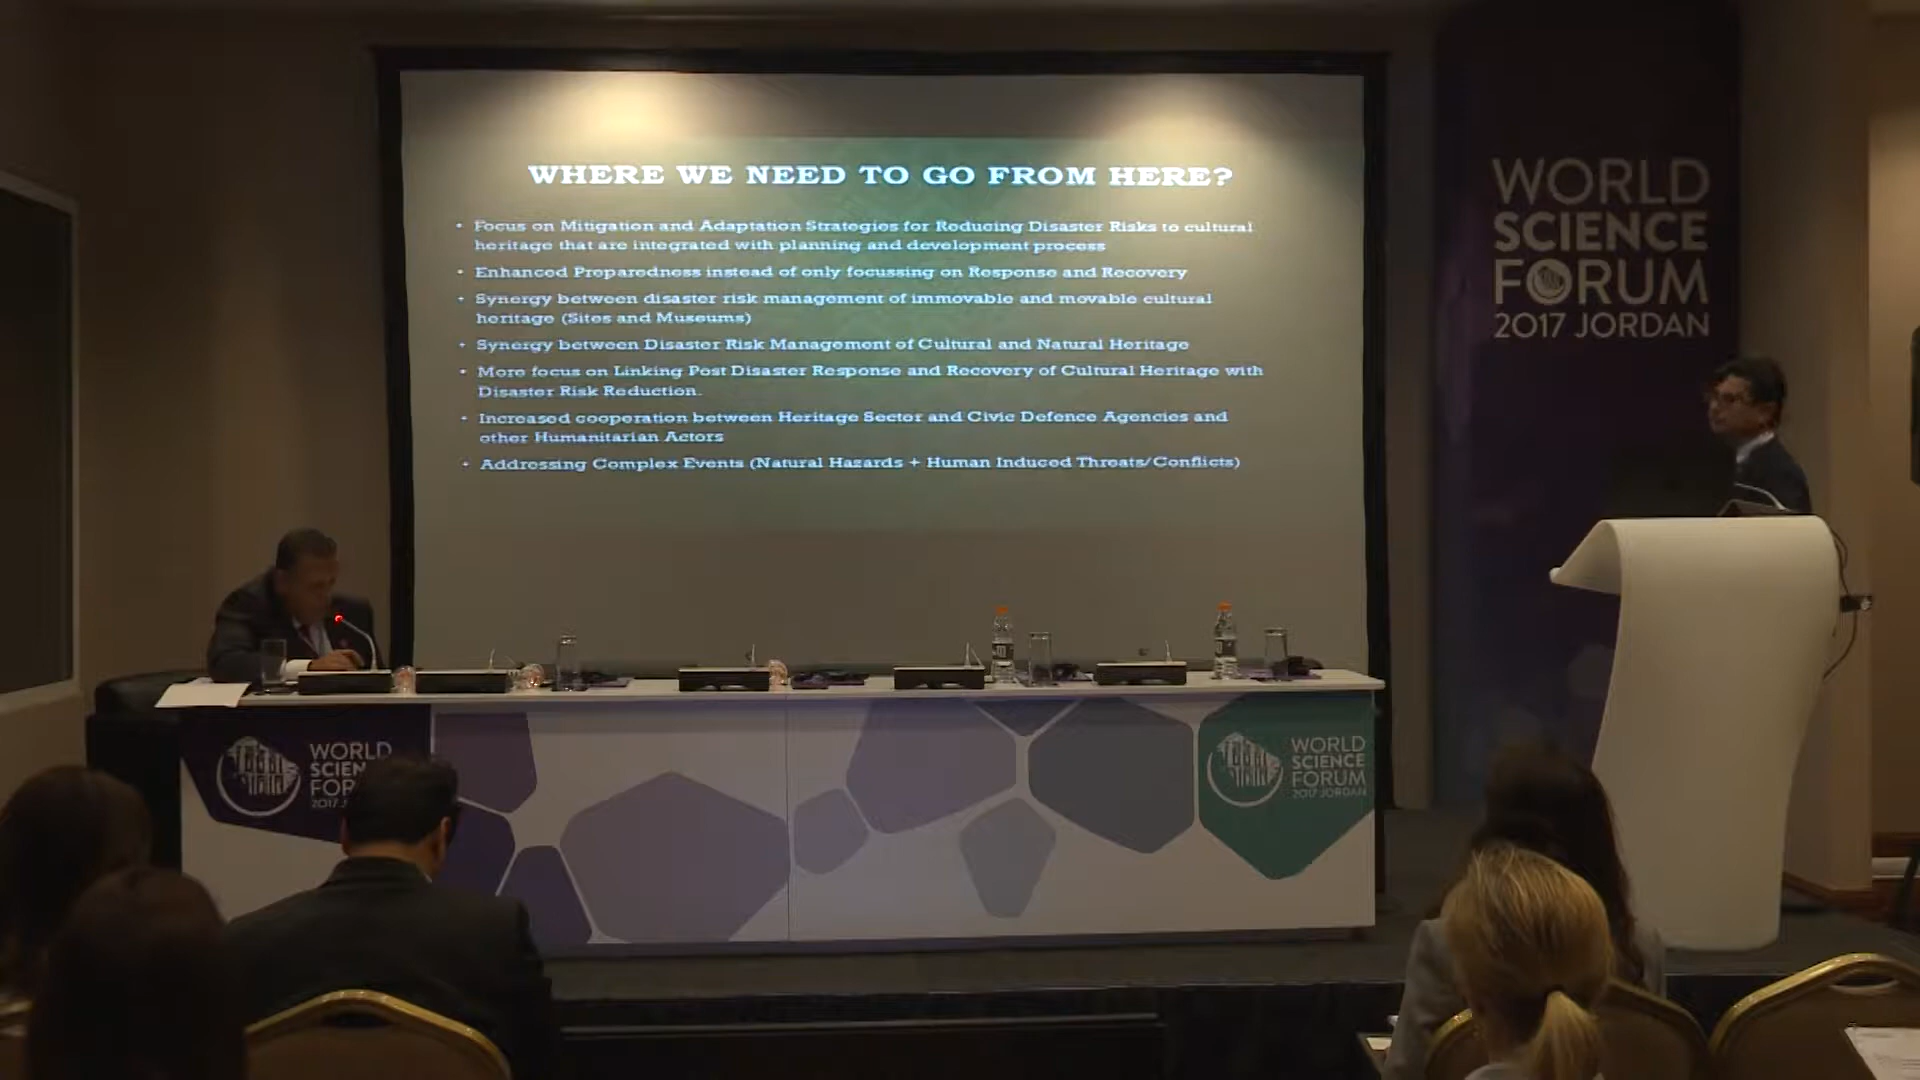 WHERE WE NEED TO GO FROM HERE?
• Focus on Mitigation and Adaptation Strategies for Reducing Disaster Risks to cultural
heritage that are integrated with planning and development process
• Enhanced Preparedness instead of only focussing on Response and Recovery
• Synergy between disaster risk management of immovable and movable cultural
heritage (Sites and Museums)
• Synergy between Disaster Risk Management of Cultural and Natural Heritage
• More focus on Linking Post Disaster Response and Recovery of Cultural Heritage with
Disaster Risk Reduction.
• Increased cooperation between Heritage Sector and Civic Defence Agencies and
other Humanitarian Actors
• Addressing Complex Events (Natural Hazards + Human Induced Threats/Conflicts)
WORLD
SCIENCE
FORUM
2017 JORDAN
WORLD
SCIEN
FOR
2017 J
WORLD
SCIENCE
FORUM
2017 JORDAN